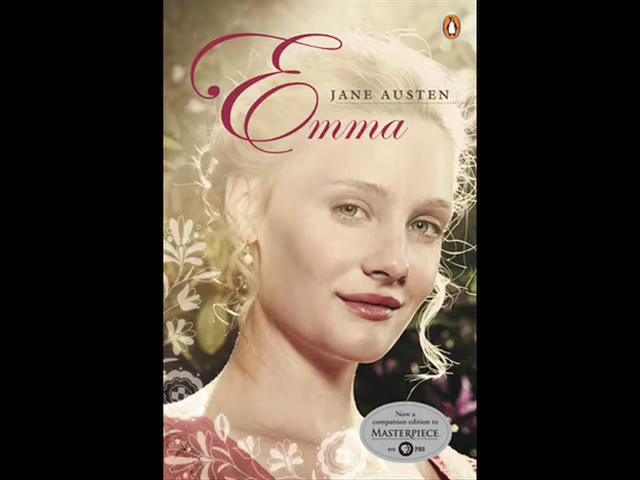 JANE AUSTEN
Emma
Now a
companion edition to
MASTERPIECE
ON PBS